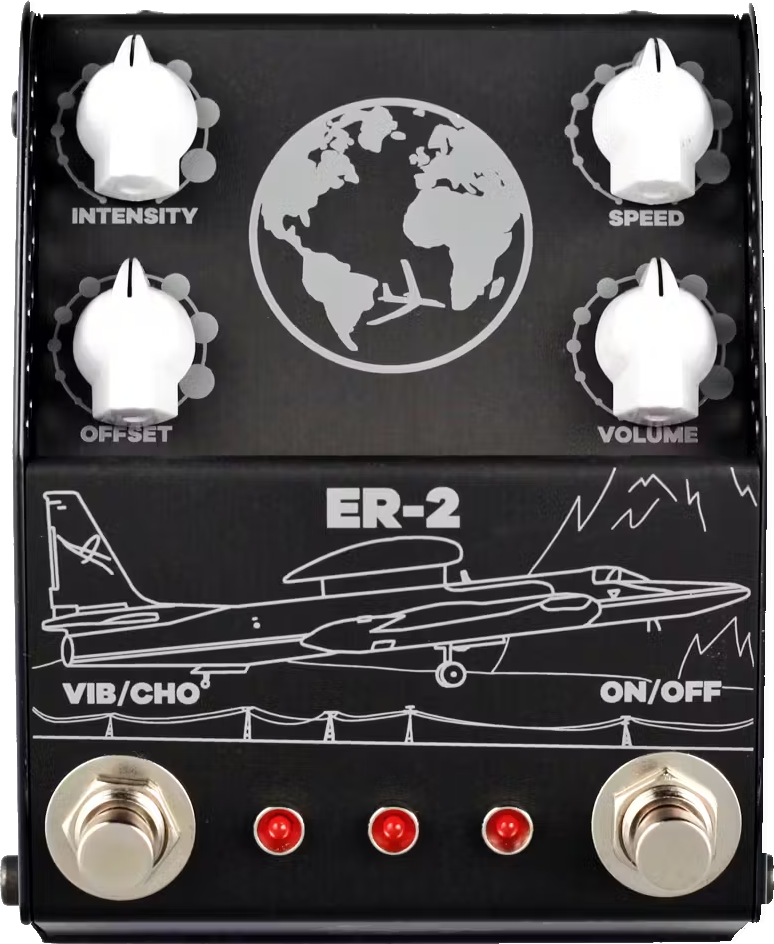 INTENSITY
SPEED
OFFSET
VOLUME
ER-2
VIB/CHO
ON/OFF